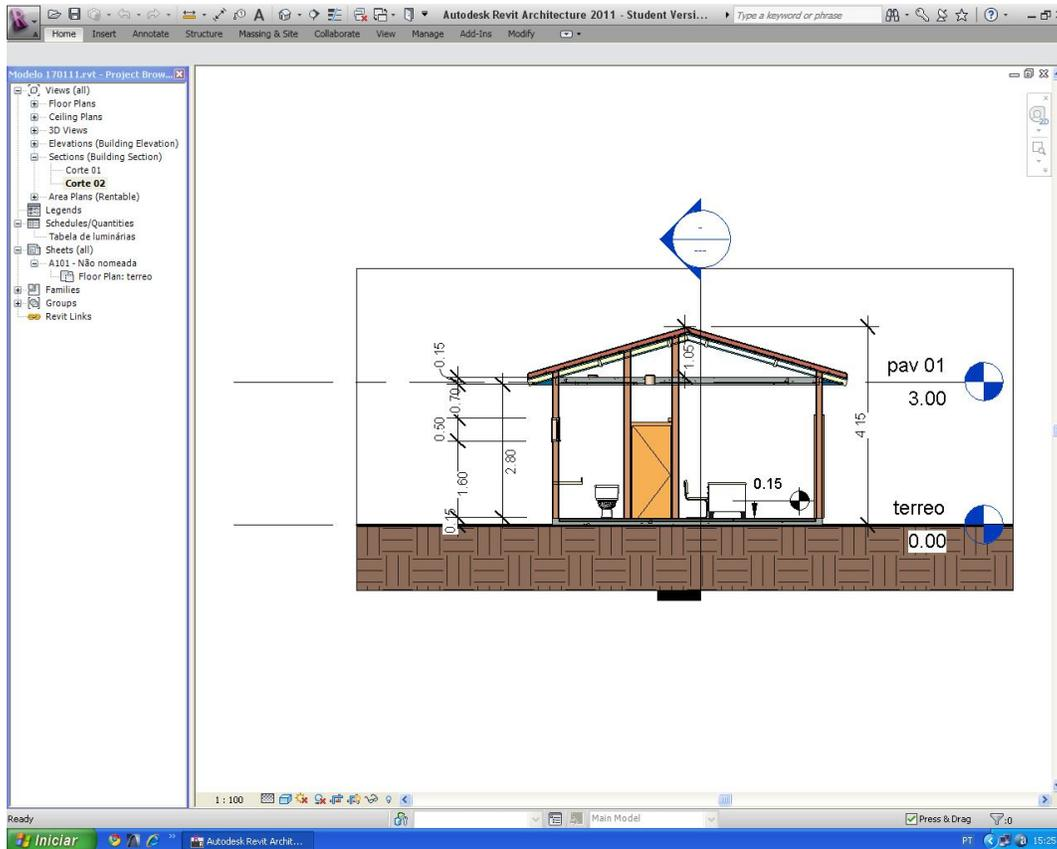 Autodesk Revit Architecture 2011 - Student Versi...
Type a keyword or phrase
Home Insert Annotate Structure Massing & Site Collaborate View Manage Add-Ins Modify
Modelo 170111.rvt - Project Brow...
Views (all)
Floor Plans
Ceiling Plans
3D Views
Elevations (Building Elevation)
Sections (Building Section)
Corte 01
Corte 02
Area Plans (Rentable)
Legends
Schedules/Quantities
Tabela de luminárias
Sheets (all)
A101 - Não nomeada
Floor Plan: terreo
Families
Groups
Revit Links
2D
0.15
0.70
0.50
1.60
0.15
2.80
1.05
4.15
0.15
pav 01
3.00
terreo
0.00
1 : 100
Ready
Main Model
Press & Drag
:0
Iniciar
Autodesk Revit Archit...
PT
15:25